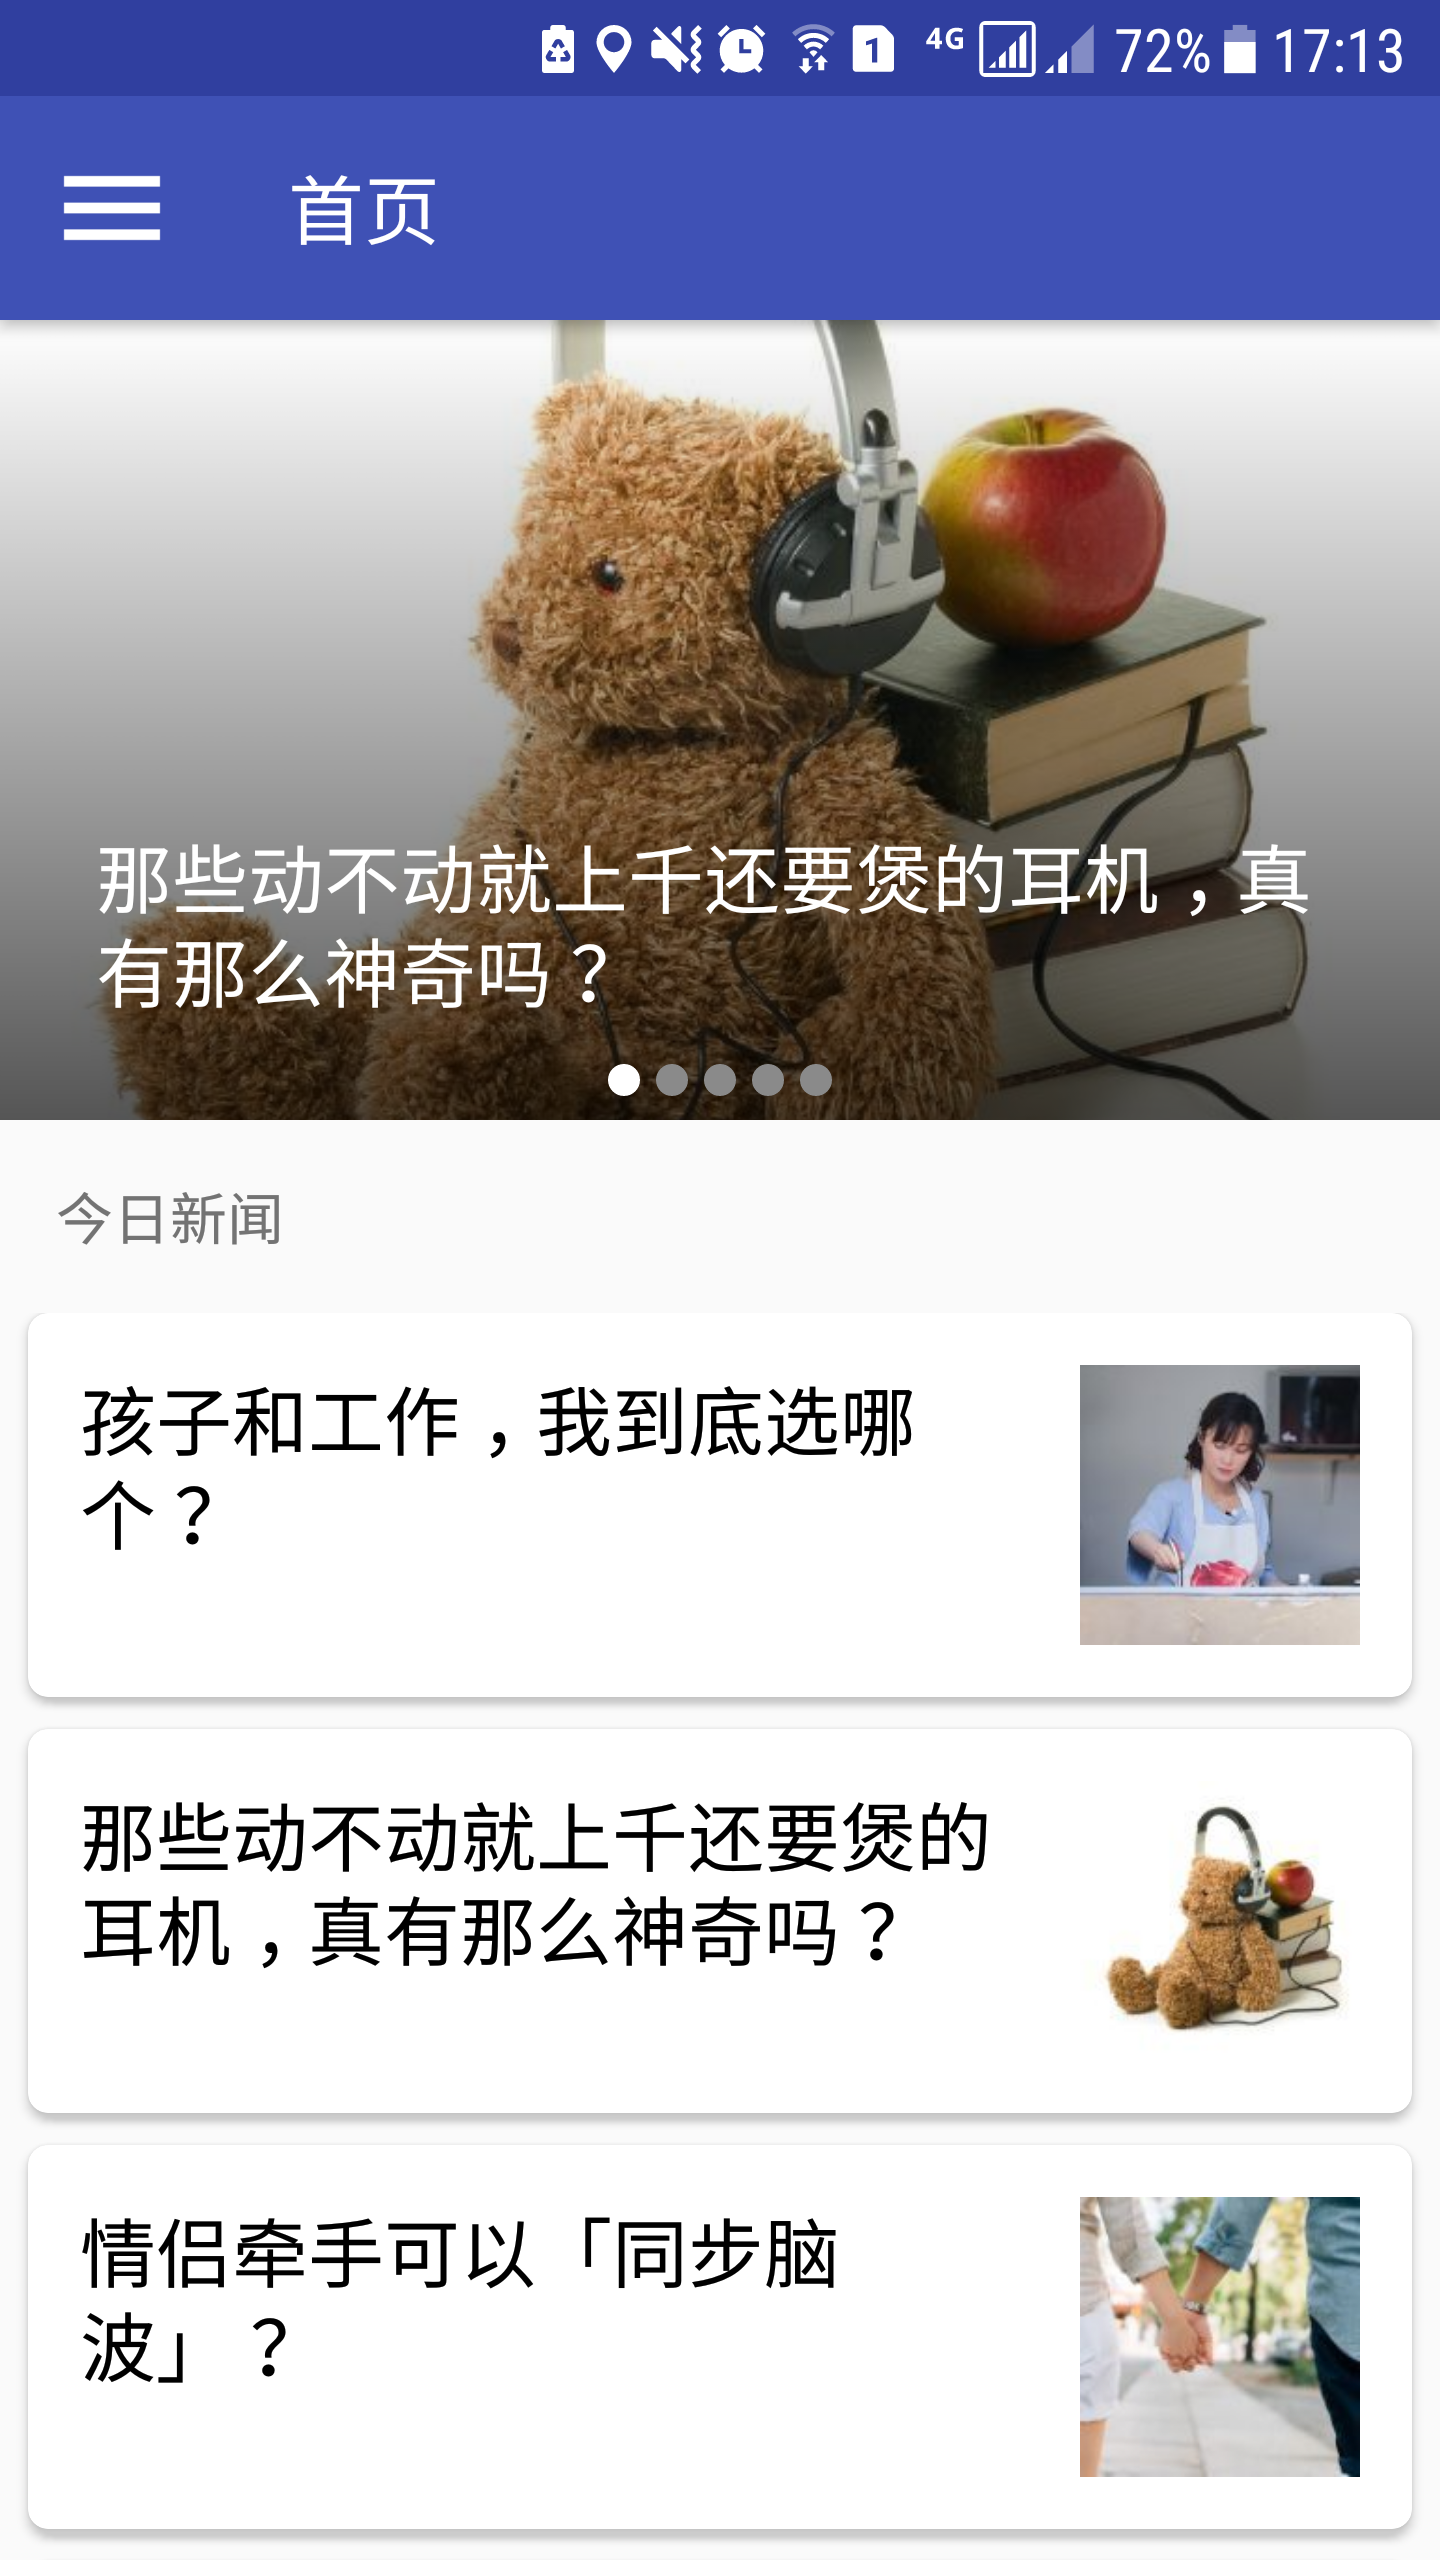 1 4G 72% 17:13
首页
那些动不动就上千还要煲的耳机，真
有那么神奇吗？
今日新闻
孩子和工作，我到底选哪
个？
那些动不动就上千还要煲的
耳机，真有那么神奇吗？
情侣牵手可以「同步脑
波」？